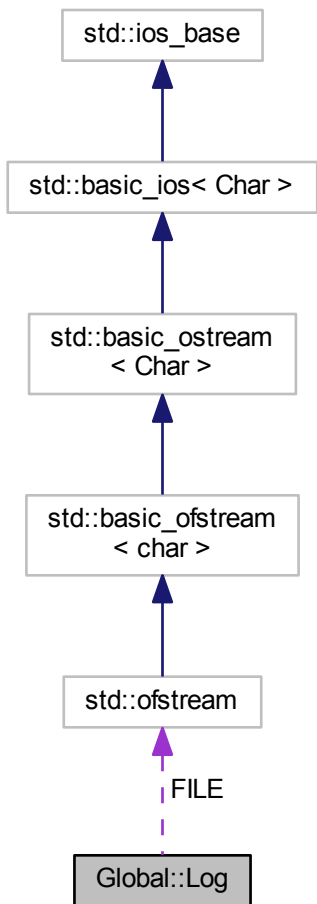 std::ios_base
std::basic_ios< Char >
std::basic_ostream
< Char >
std::basic_ofstream
< char >
std::ofstream
FILE
Global::Log